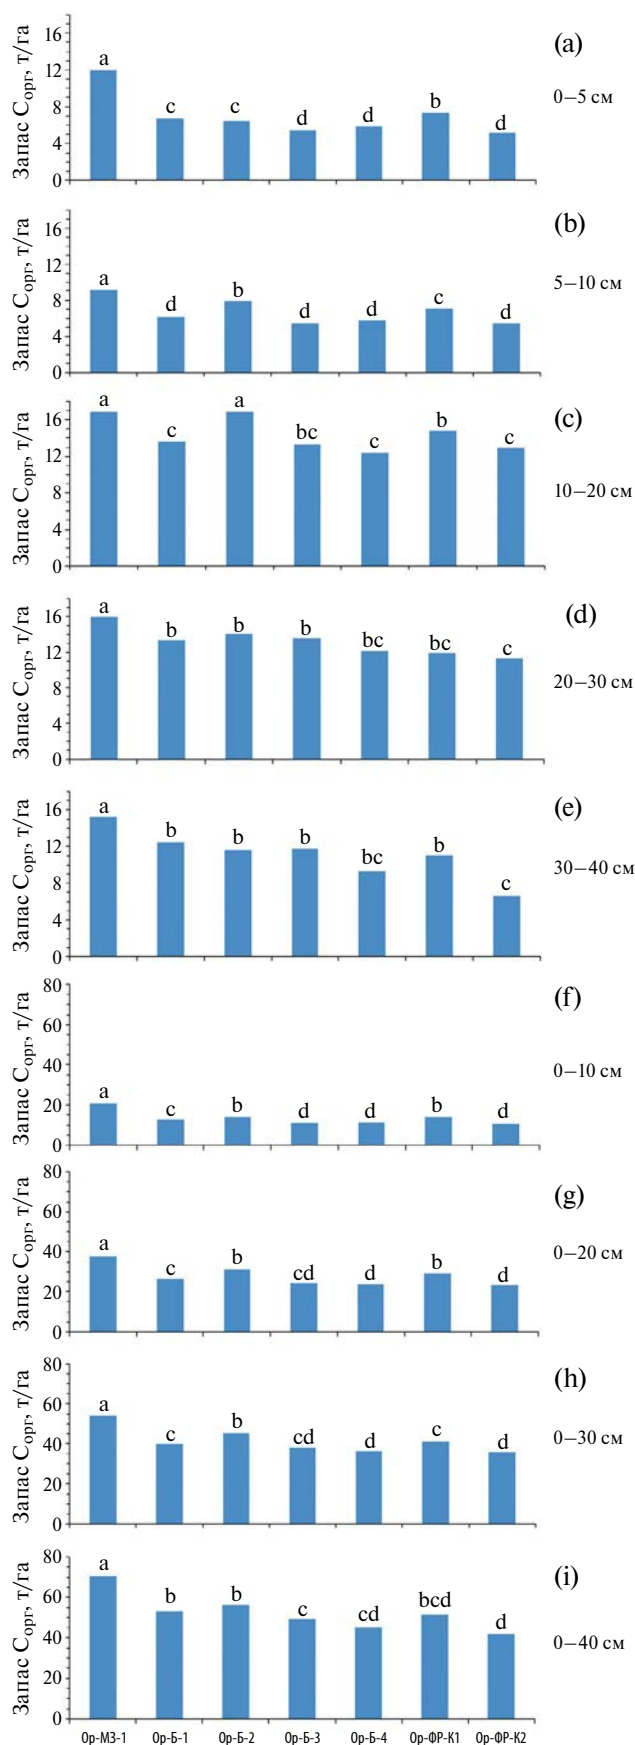 Запас Сорг, т/га
16
12
8
4
0
a
c
c
d
d
b
d
(a)
0–5 см
Запас Сорг, т/га
16
12
8
4
0
a
d
b
d
d
c
d
(b)
5–10 см
Запас Сорг, т/га
16
12
8
4
0
a
c
a
bc
c
b
c
(c)
10–20 см
Запас Сорг, т/га
16
12
8
4
0
a
b
b
b
bc
bc
c
(d)
20–30 см
Запас Сорг, т/га
16
12
8
4
0
a
b
b
b
bc
b
c
(e)
30–40 см
Запас Сорг, т/га
80
60
40
20
0
a
c
b
d
d
b
d
(f)
0–10 см
Запас Сорг, т/га
80
60
40
20
0
a
c
b
cd
d
b
d
(g)
0–20 см
Запас Сорг, т/га
80
60
40
20
0
a
c
b
cd
d
c
d
(h)
0–30 см
Запас Сорг, т/га
80
60
40
20
0
a
b
b
c
cd
bcd
d
(i)
0–40 см
Ор-МЗ-1 Ор-Б-1 Ор-Б-2 Ор-Б-3 Ор-Б-4 Ор-ФР-К1 Ор-ФР-К2